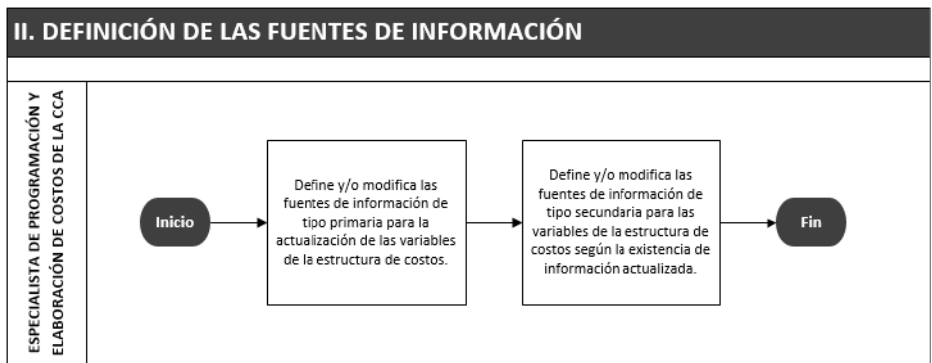 II. DEFINICIÓN DE LAS FUENTES DE INFORMACIÓN
ESPECIALISTA DE PROGRAMACIÓN Y
ELABORACIÓN DE COSTOS DE LA CCA
Inicio
Define y/o modifica las
fuentes de información de
tipo primaria para la
actualización de las variables
de la estructura de costos.
Define y/o modifica las
fuentes de información de
tipo secundaria para las
variables de la estructura de
costos según la existencia de
información actualizada.
Fin